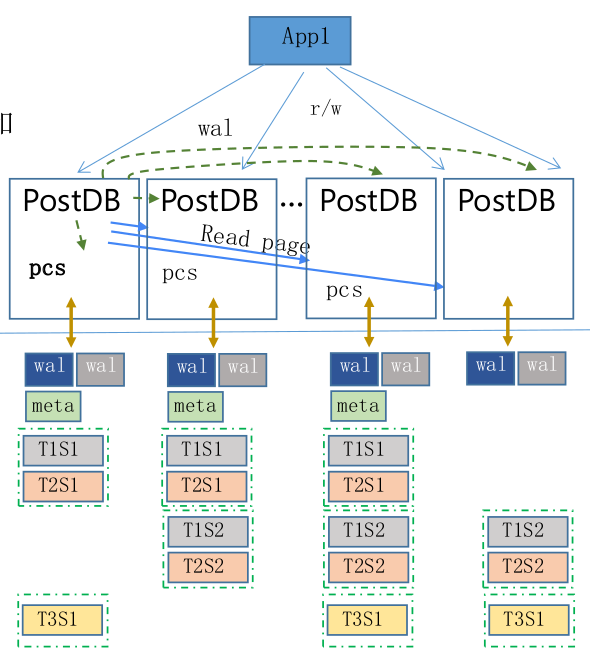 App1
r/w
wal
PostDB PostDB ... PostDB PostDB
Read page
pcs pcs pcs
wal wal wal wal wal wal wal wal
meta meta meta
T1S1 T1S1 T1S1
T2S1 T2S1 T2S1
T1S2 T1S2 T1S2
T2S2 T2S2 T2S2
T3S1 T3S1 T3S1